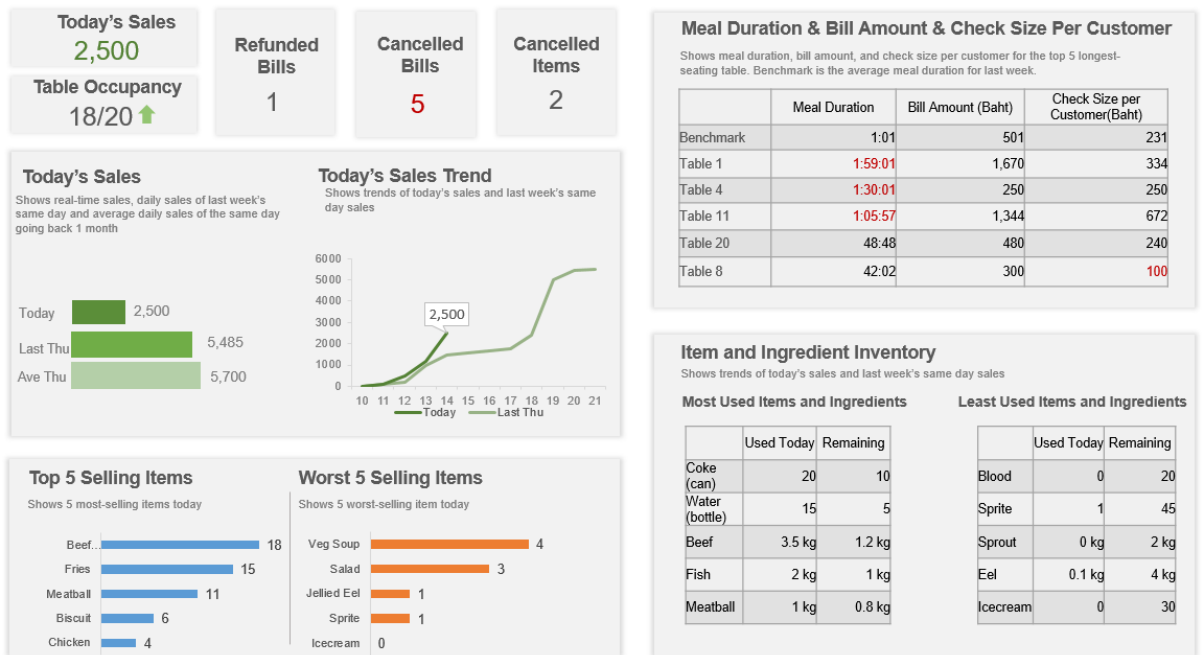 Today's Sales
2,500
Table Occupancy
18/20
Refunded
Bills
1
Cancelled
Bills
5
Cancelled
Items
2
Today's Sales
Shows real-time sales, daily sales of last week's
same day and average daily sales of the same day
going back 1 month
Today 2,500
Last Thu 5,485
Ave Thu 5,700
Today's Sales Trend
Shows trends of today's sales and last week's same
day sales
6000
5000
4000
3000
2000
1000
0
2,500
10 11 12 13 14 15 16 17 18 19 20 21
Today Last Thu
Top 5 Selling Items
Shows 5 most-selling items today
Beef... 18
Fries 15
Meatball 11
Biscuit 6
Chicken 4
Worst 5 Selling Items
Shows 5 worst-selling item today
Veg Soup 4
Salad 3
Jellied Eel 1
Sprite 1
Icecream 0
Meal Duration & Bill Amount & Check Size Per Customer
Shows meal duration, bill amount, and check size per customer for the top 5 longest-
seating table. Benchmark is the average meal duration for last week.
Meal Duration Bill Amount (Baht) Check Size per
Customer(Baht)
Benchmark 1:01 501 231
Table 1 1:59:01 1,670 334
Table 4 1:30:01 250 250
Table 11 1:05:57 1,344 672
Table 20 48:48 480 240
Table 8 42:02 300 100
Item and Ingredient Inventory
Shows trends of today's sales and last week's same day sales
Most Used Items and Ingredients
Used Today Remaining
Coke
(can) 20 10
Water
(bottle) 15 5
Beef 3.5 kg 1.2 kg
Fish 2 kg 1 kg
Meatball 1 kg 0.8 kg
Least Used Items and Ingredients
Used Today Remaining
Blood 0 20
Sprite 1 45
Sprout 0 kg 2 kg
Eel 0.1 kg 4 kg
Icecream 0 30